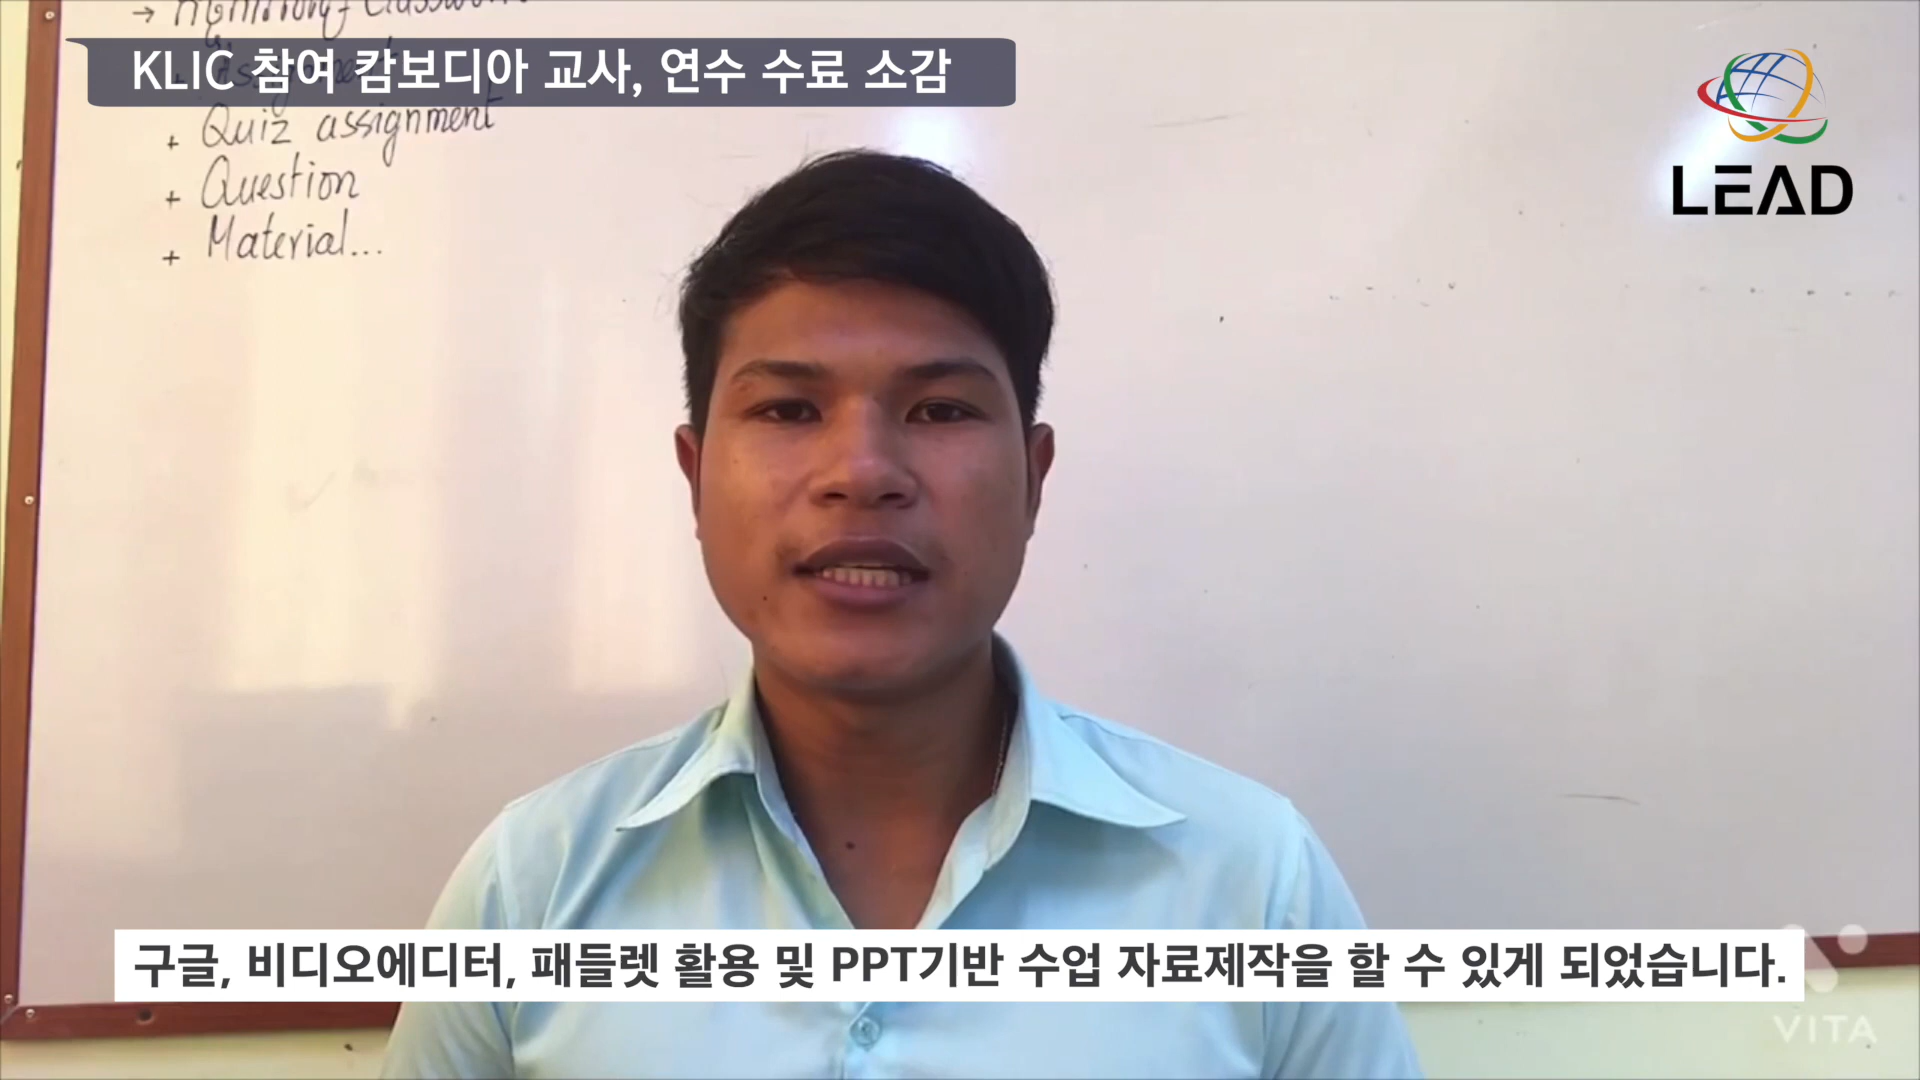 KLIC 참여 캄보디아 교사, 연수 수료 소감
+ Quiz assignment
+ Question
+ Material...
LEAD
구글, 비디오에디터, 패들렛 활용 및 PPT기반 수업 자료제작을 할 수 있게 되었습니다.
VITA